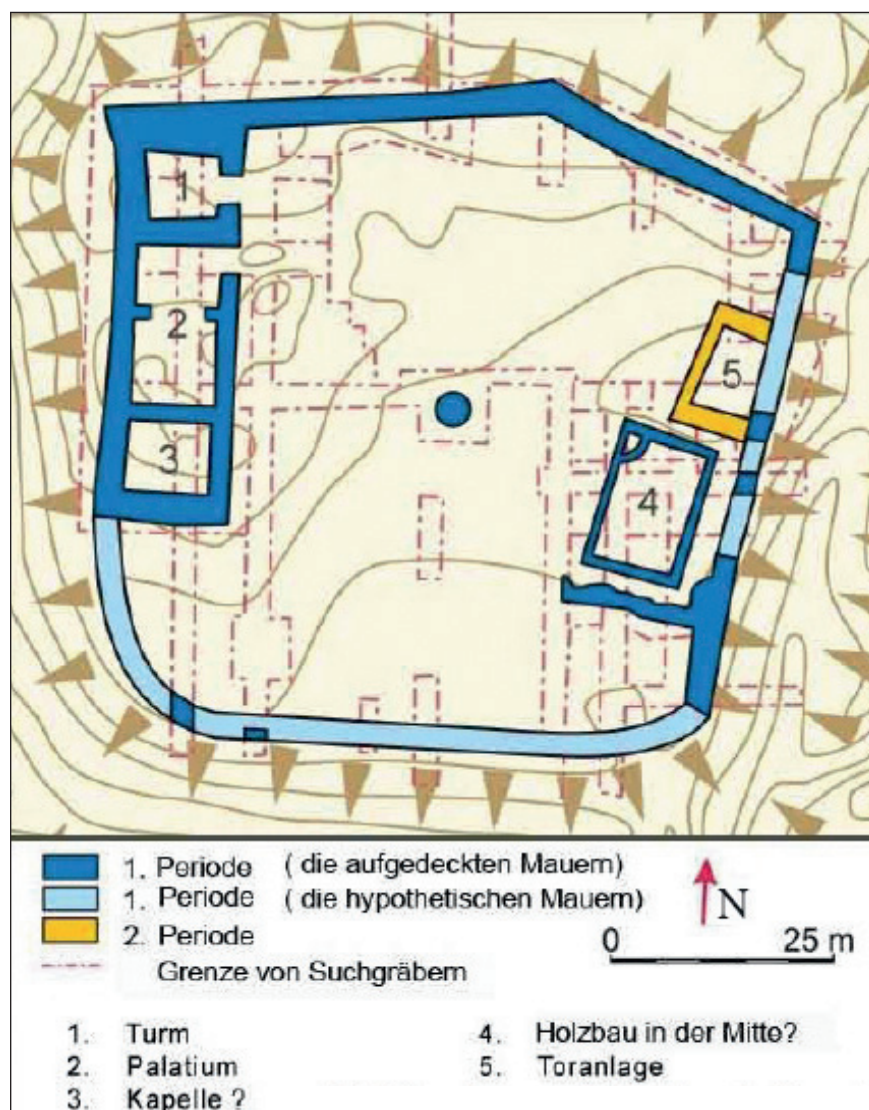 1
2
3
4
5
1. Periode ( die aufgedeckten Mauern)
1. Periode ( die hypothetischen Mauern)
2. Periode
Grenze von Suchgräbern
N
0 25 m
1. Turm
2. Palatium
3. Kapelle ?
4. Holzbau in der Mitte?
5. Toranlage